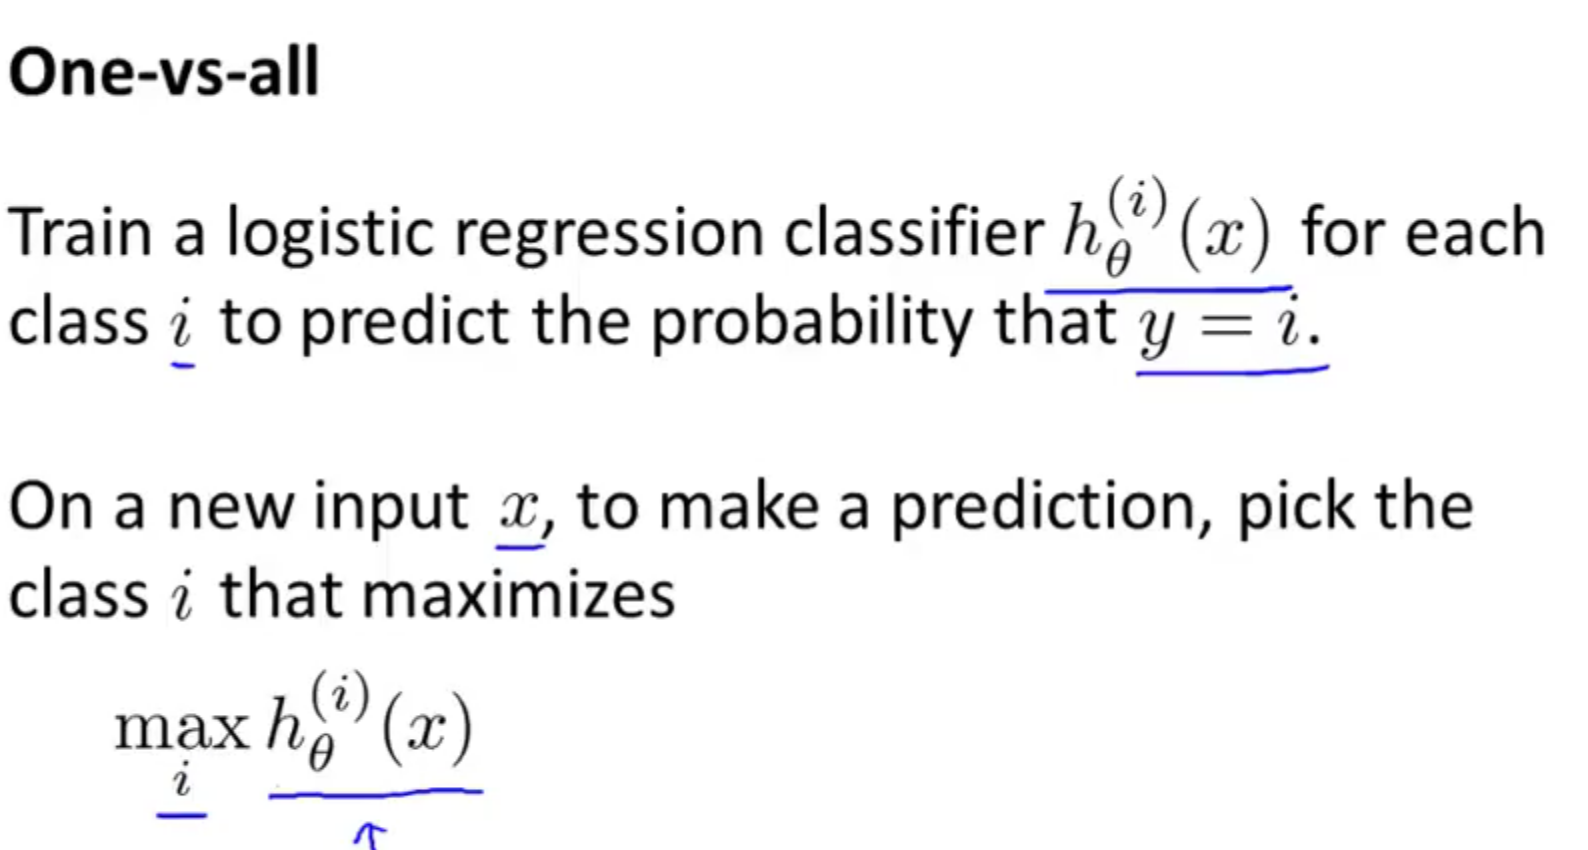 One-vs-all
Train a logistic regression classifier $h_\theta^{(i)}(x)$ for each
class $i$ to predict the probability that $y = i$.
On a new input $x$, to make a prediction, pick the
class $i$ that maximizes
$\max_i h_\theta^{(i)}(x)$